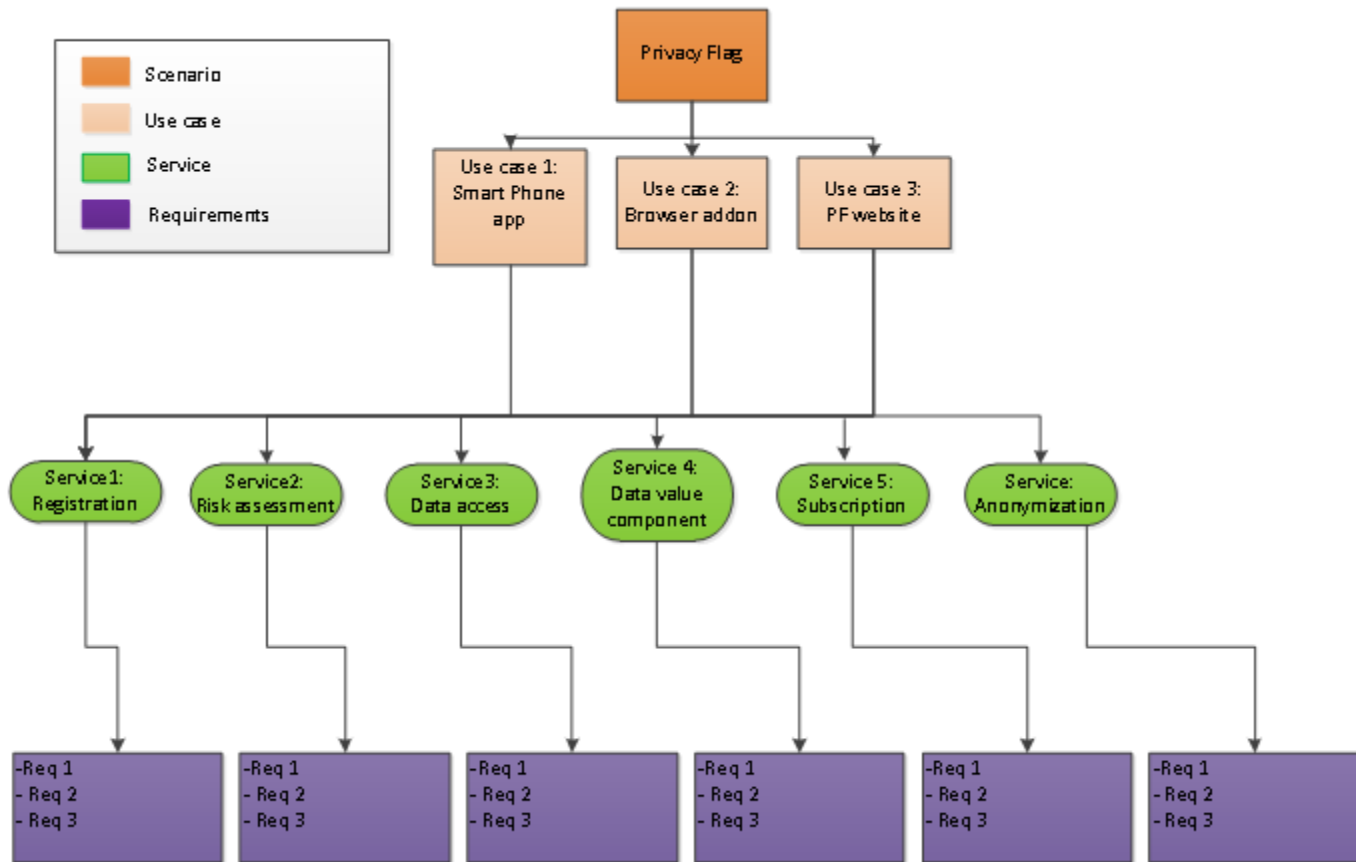 Privacy Flag
Scenario
Use case
Service
Requirements
Use case 1:
Smart Phone
app
Use case 2:
Browser addon
Use case 3:
PF website
Service1:
Registration
Service2:
Risk assessment
Service3:
Data access
Service 4:
Data value
component
Service 5:
Subscription
Service:
Anonymization
-Req 1
- Req 2
- Req 3
-Req 1
- Req 2
- Req 3
-Req 1
- Req 2
- Req 3
-Req 1
- Req 2
- Req 3
-Req 1
- Req 2
- Req 3
-Req 1
- Req 2
- Req 3